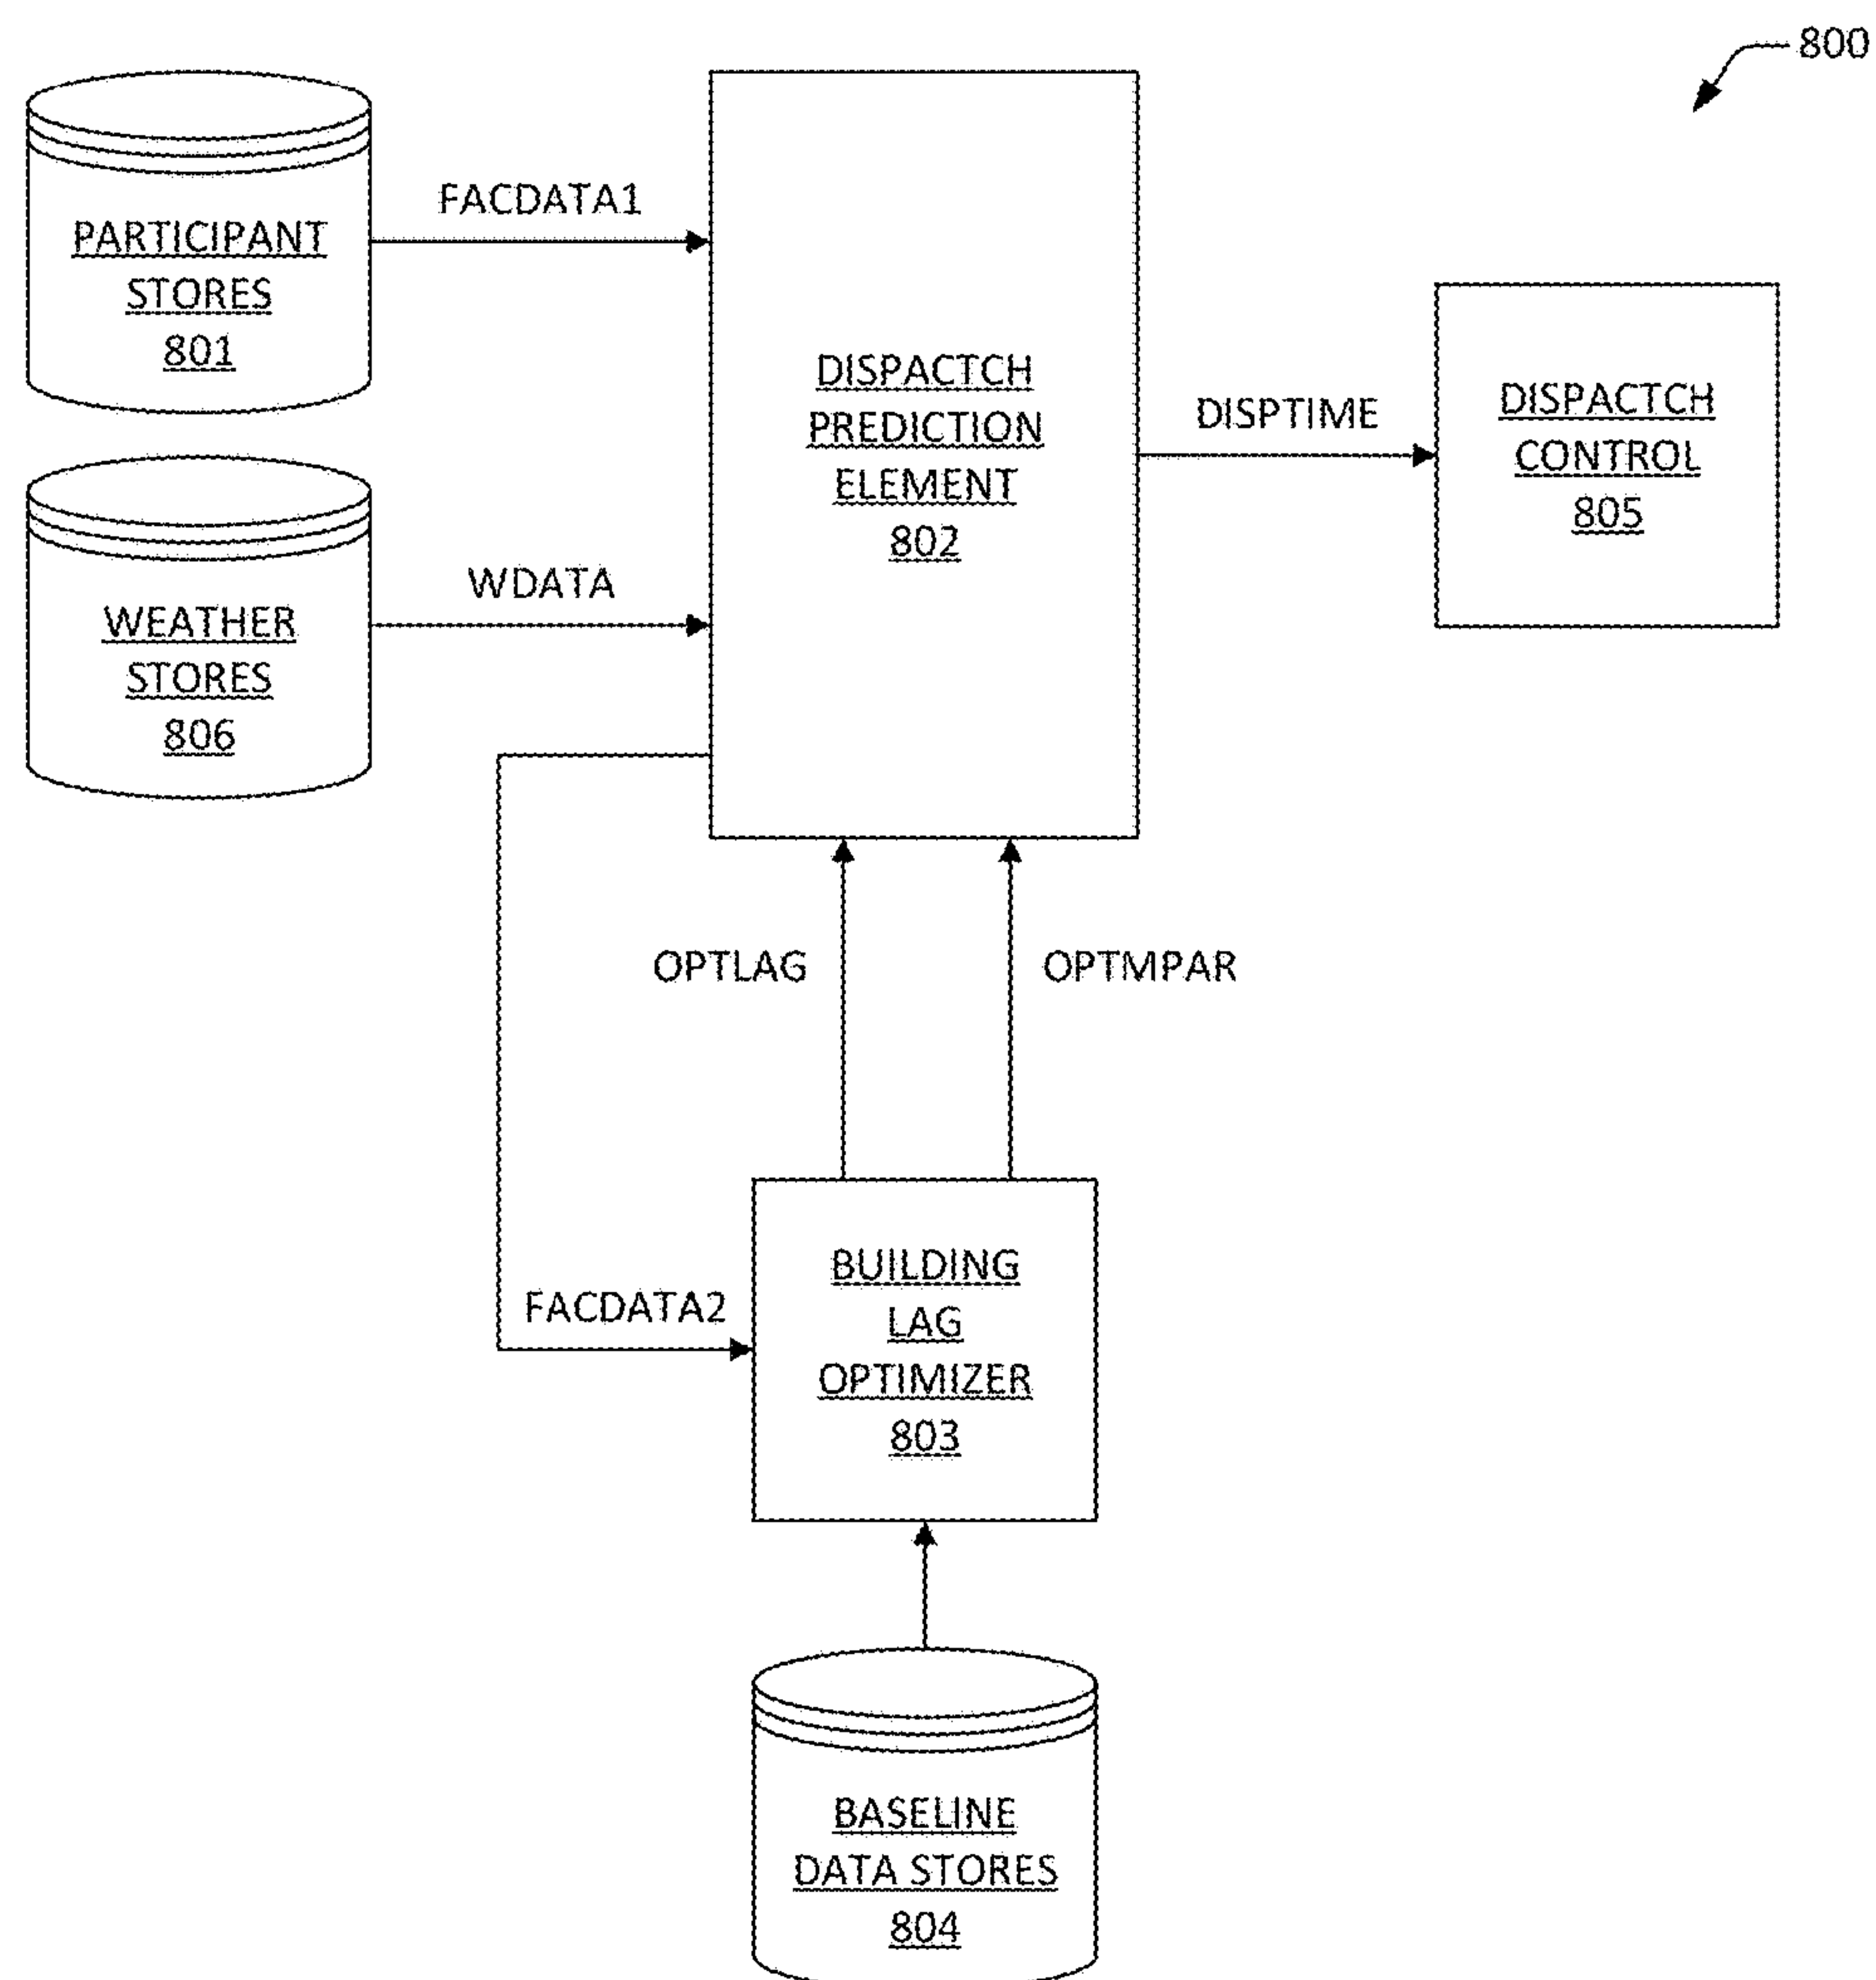 800
PARTICIPANT
STORES
801
FACDATA1
WEATHER
STORES
806
WDATA
DISPACTCH
PREDICTION
ELEMENT
802
DISPTIME
DISPACTCH
CONTROL
805
OPTLAG
OPTMPAR
FACDATA2
BUILDING
LAG
OPTIMIZER
803
BASELINE
DATA STORES
804